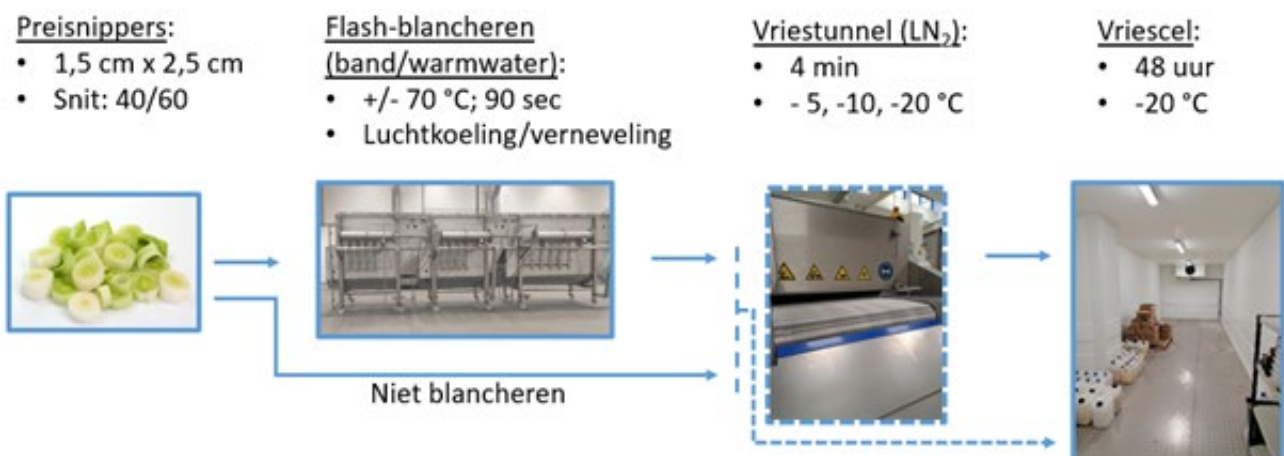 Preisnippers:
• 1,5 cm x 2,5 cm
• Snit: 40/60
Flash-blancheren
(band/warmwater):
• +/- 70 °C; 90 sec
• Luchtkoeling/verneveling
Vriestunnel (LN₂):
• 4 min
• - 5, -10, -20 °C
Vriescel:
• 48 uur
• -20 °C
Niet blancheren